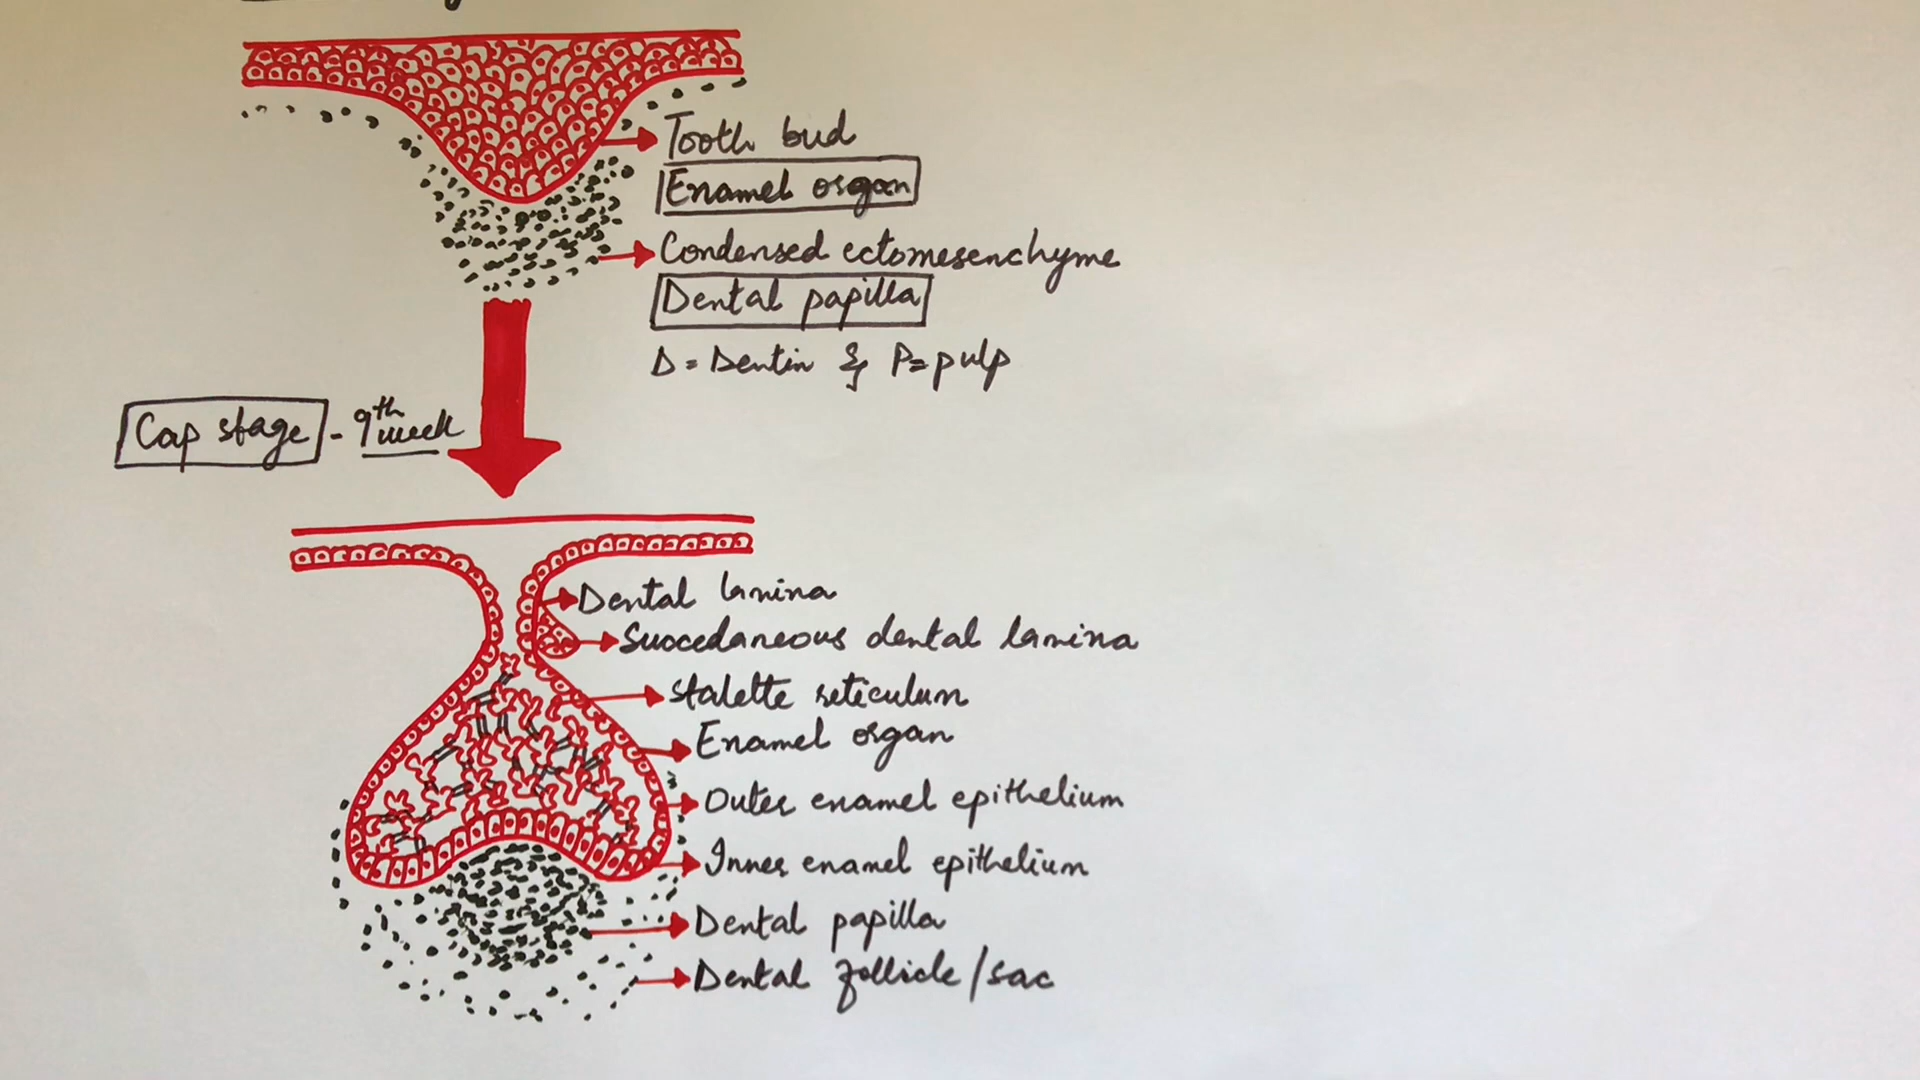 Tooth bud
Enamel organ
Condensed ectomesenchyme
Dental papilla
D = Dentin & P = pulp
Cap stage - 9th week
Dental lamina
Succedaneous dental lamina
Stalette reticulum
Enamel organ
Outer enamel epithelium
Inner enamel epithelium
Dental papilla
Dental follicle/sac